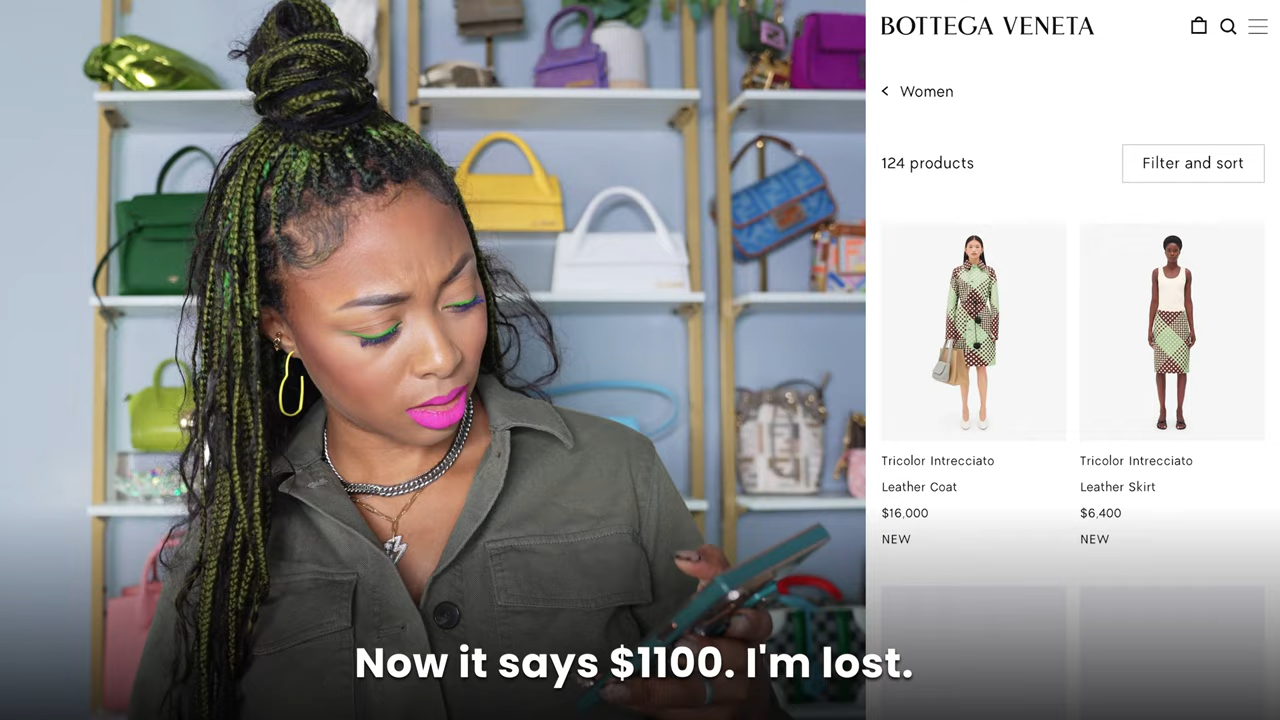 BOTTEGA VENETA
< Women
124 products
Filter and sort
Tricolor Intrecciato
Leather Coat
$16,000
NEW
Tricolor Intrecciato
Leather Skirt
$6,400
NEW
Now it says $1100. I'm lost.